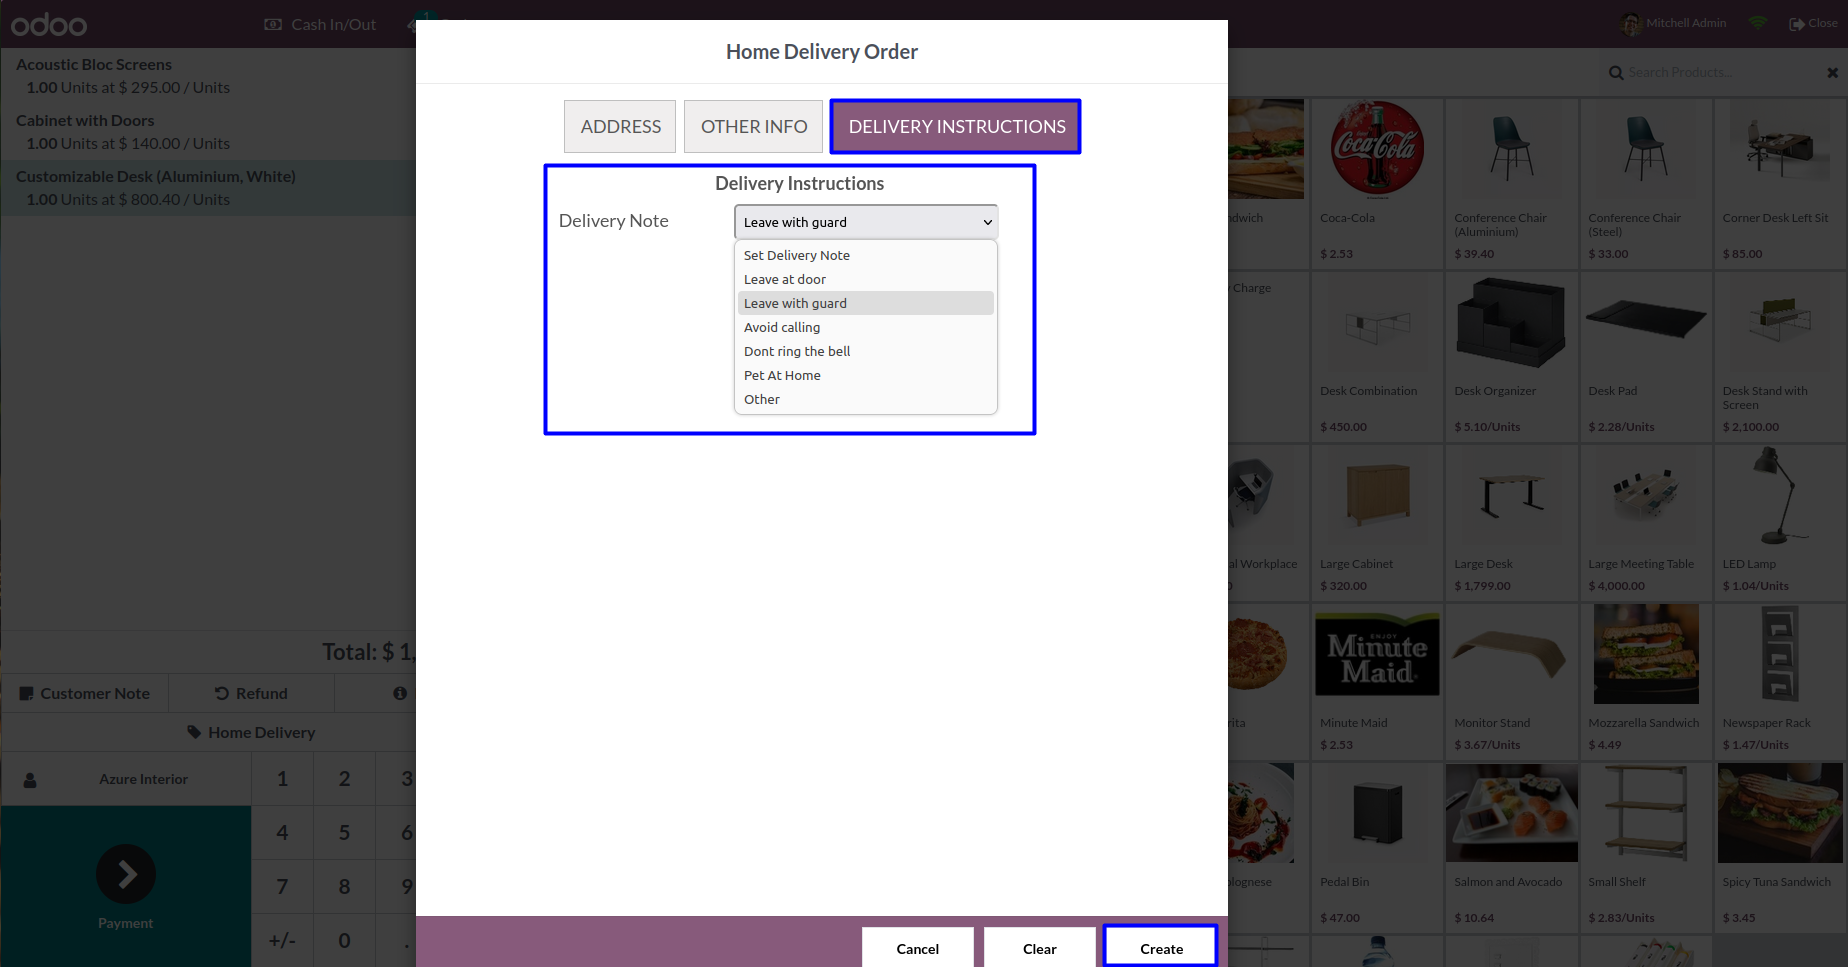 odoo
Cash In/Out
1
Mitchell Admin
Close
Acoustic Bloc Screens
1.00 Units at $ 295.00 / Units
Cabinet with Doors
1.00 Units at $ 140.00 / Units
Customizable Desk (Aluminium, White)
1.00 Units at $ 800.40 / Units
Total: $ 1,
Customer Note
Refund
Home Delivery
Azure Interior
1 2 3
4 5 6
7 8 9
+/- 0 .
Payment
Home Delivery Order
ADDRESS
OTHER INFO
DELIVERY INSTRUCTIONS
Delivery Instructions
Delivery Note
Leave with guard
Set Delivery Note
Leave at door
Leave with guard
Avoid calling
Dont ring the bell
Pet At Home
Other
Cancel
Clear
Create
Search Products...
dwich
Coca-Cola
Coca-Cola
$ 2.53
Conference Chair
(Aluminium)
$ 39.40
Conference Chair
(Steel)
$ 33.00
Corner Desk Left Sit
$ 85.00
Charge
Desk Combination
$ 450.00
Desk Organizer
$ 5.10/Units
Desk Pad
$ 2.28/Units
Desk Stand with
Screen
$ 2,100.00
al Workplace
Large Cabinet
$ 320.00
Large Desk
$ 1,799.00
Large Meeting Table
$ 4,000.00
LED Lamp
$ 1.04/Units
rita
ENJOY
Minute
Maid
Minute Maid
$ 2.53
Monitor Stand
$ 3.67/Units
Mozzarella Sandwich
$ 4.49
Newspaper Rack
$ 1.47/Units
lognese
Pedal Bin
$ 47.00
Salmon and Avocado
$ 10.64
Small Shelf
$ 2.83/Units
Spicy Tuna Sandwich
$ 3.45